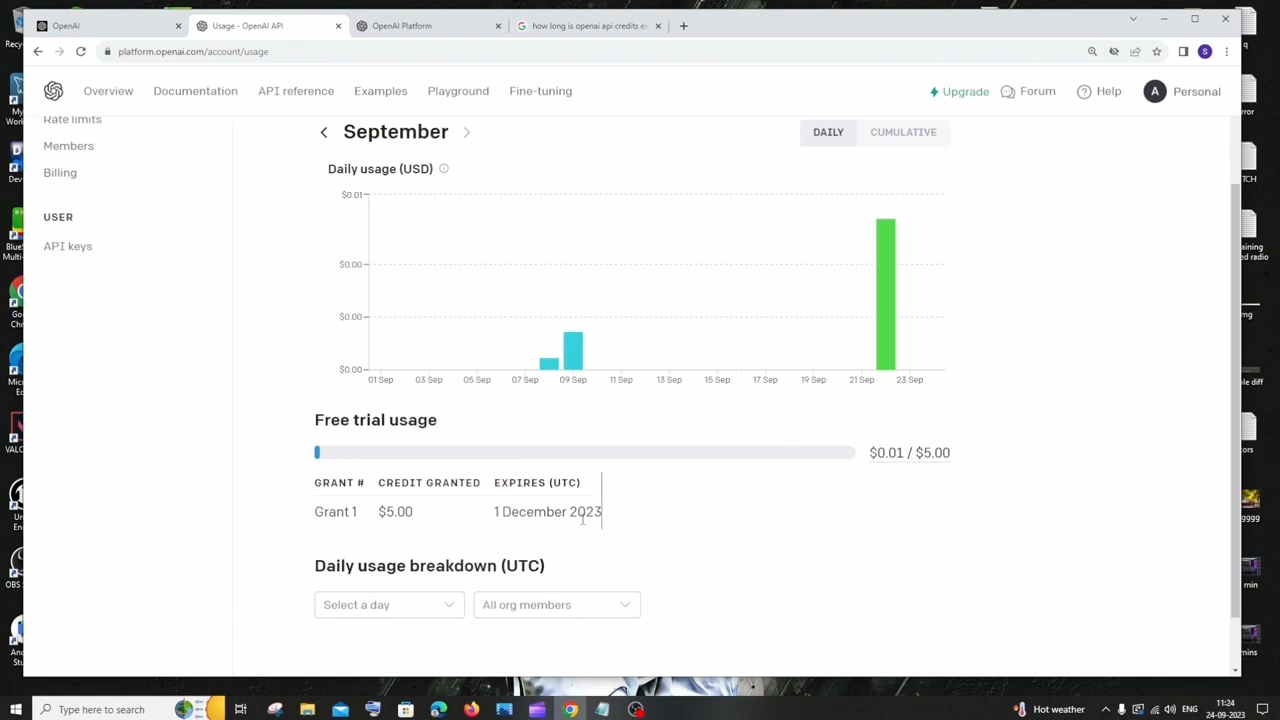 OpenAI
Usage - OpenAI API
OpenAI Platform
how long is openai api credits ex
platform.openai.com/account/usage
S
Overview
Documentation
API reference
Examples
Playground
Fine-tuning
Upgrade
Forum
Help
A
Personal
Rate limits
Members
Billing
USER
API keys
September
DAILY
CUMULATIVE
Daily usage (USD)
$0.01
$0.00
$0.00
$0.00
01 Sep 03 Sep 05 Sep 07 Sep 09 Sep 11 Sep 13 Sep 15 Sep 17 Sep 19 Sep 21 Sep 23 Sep
Free trial usage
$0.01 / $5.00
GRANT # CREDIT GRANTED EXPIRES (UTC)
Grant 1 $5.00 1 December 2023
Daily usage breakdown (UTC)
Select a day
All org members
Type here to search
Hot weather
ENG
11:24
24-09-2023